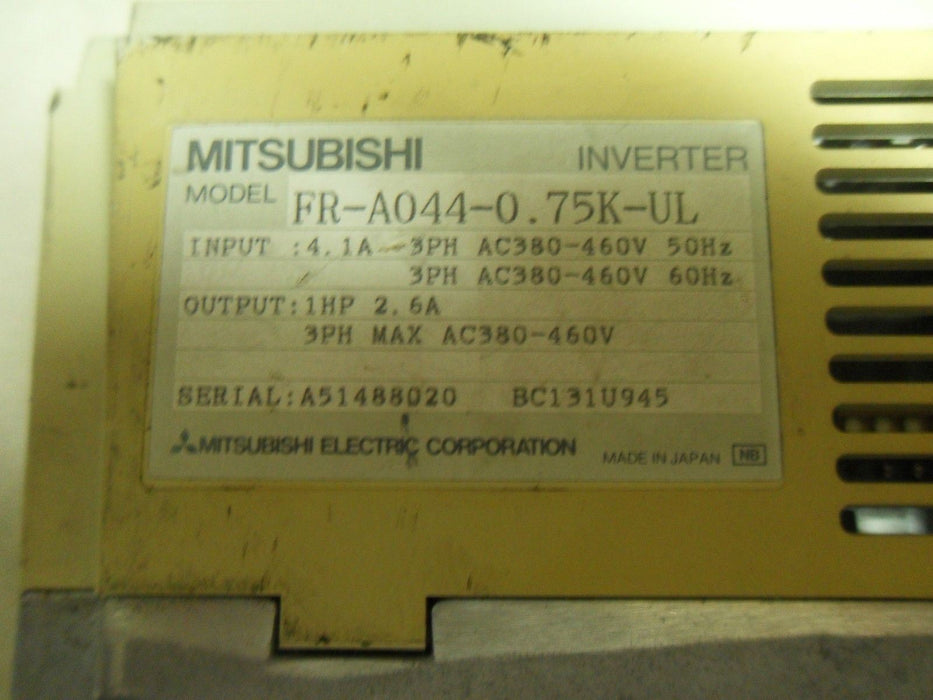 MITSUBISHI INVERTER
MODEL FR-A044-0.75K-UL
INPUT :4.1A 3PH AC380-460V 50Hz
3PH AC380-460V 60Hz
OUTPUT:1HP 2.6A
3PH MAX AC380-460V
SERIAL:A51488020 BC131U945
MITSUBISHI ELECTRIC CORPORATION MADE IN JAPAN NB